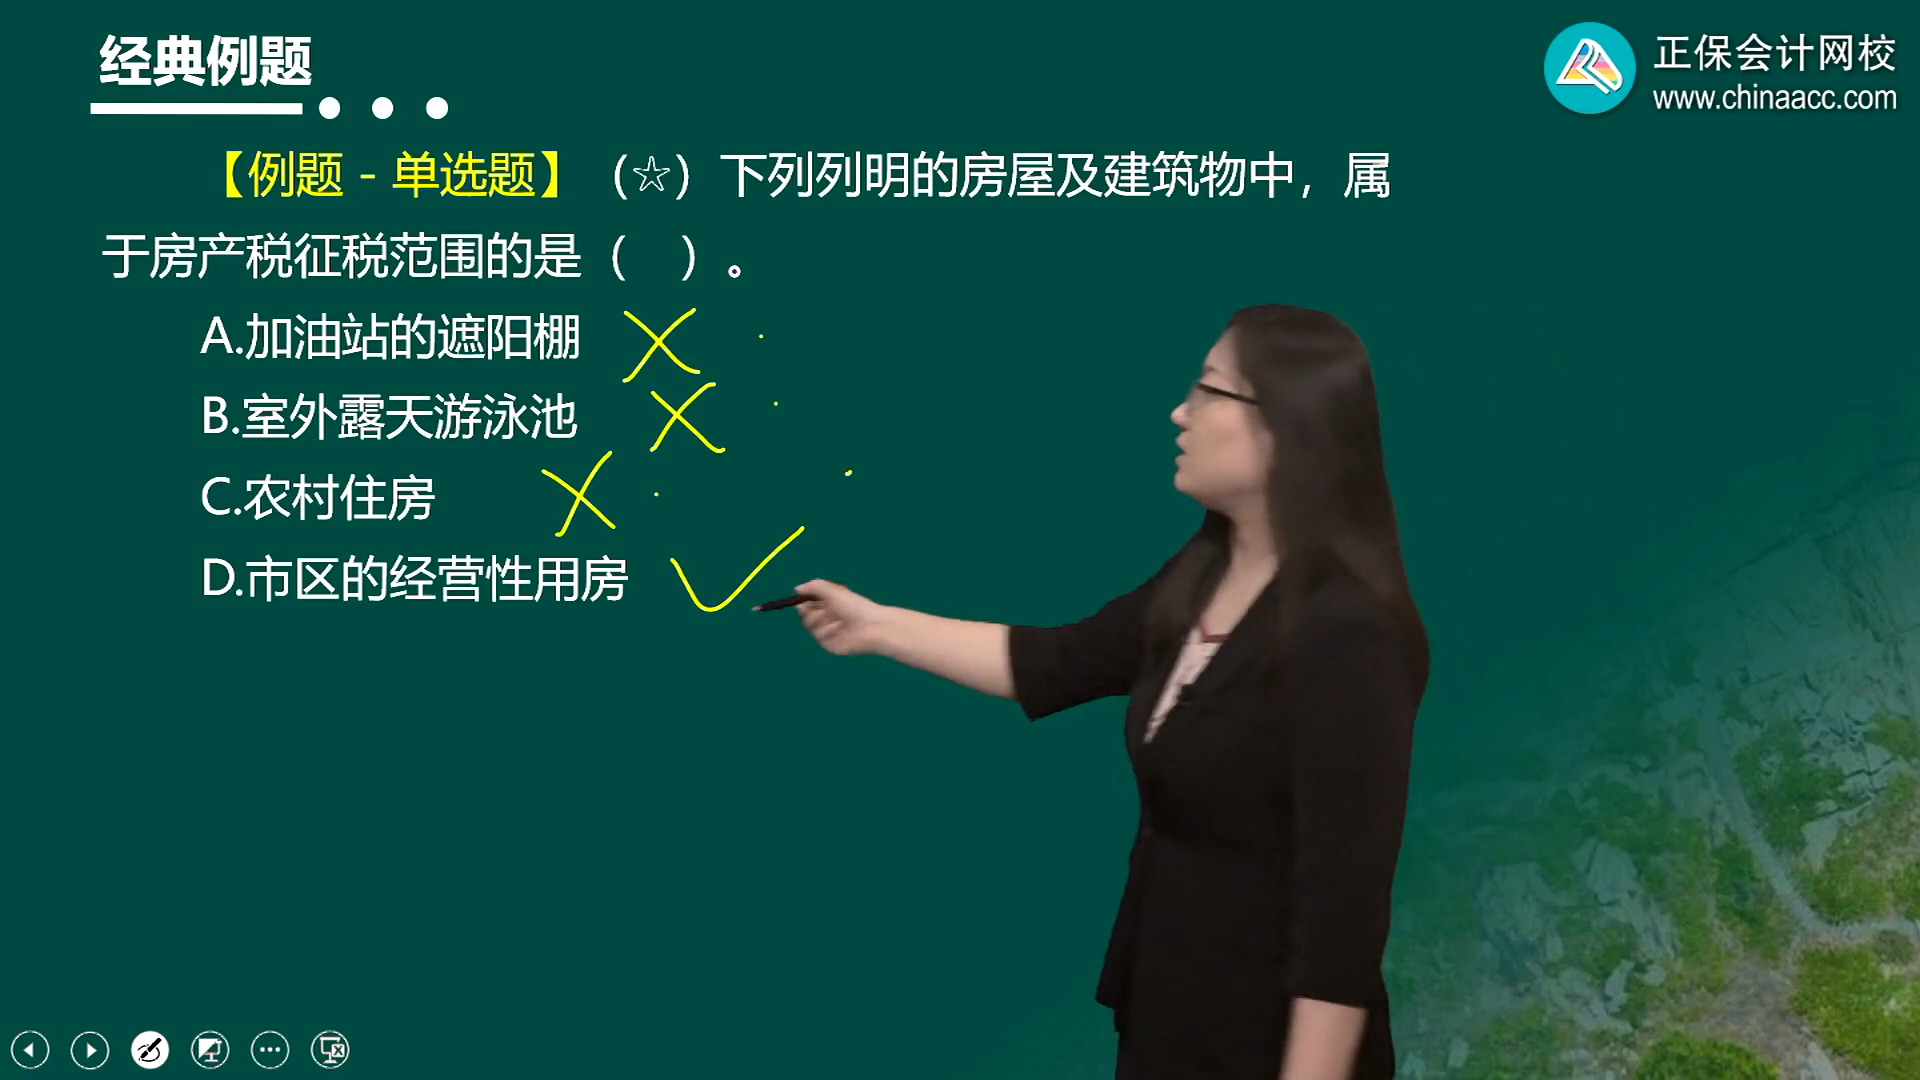 经典例题
正保会计网校
www.chinaacc.com
【例题－单选题】（☆）下列列明的房屋及建筑物中，属
于房产税征税范围的是（　）。
A.加油站的遮阳棚
B.室外露天游泳池
C.农村住房
D.市区的经营性用房